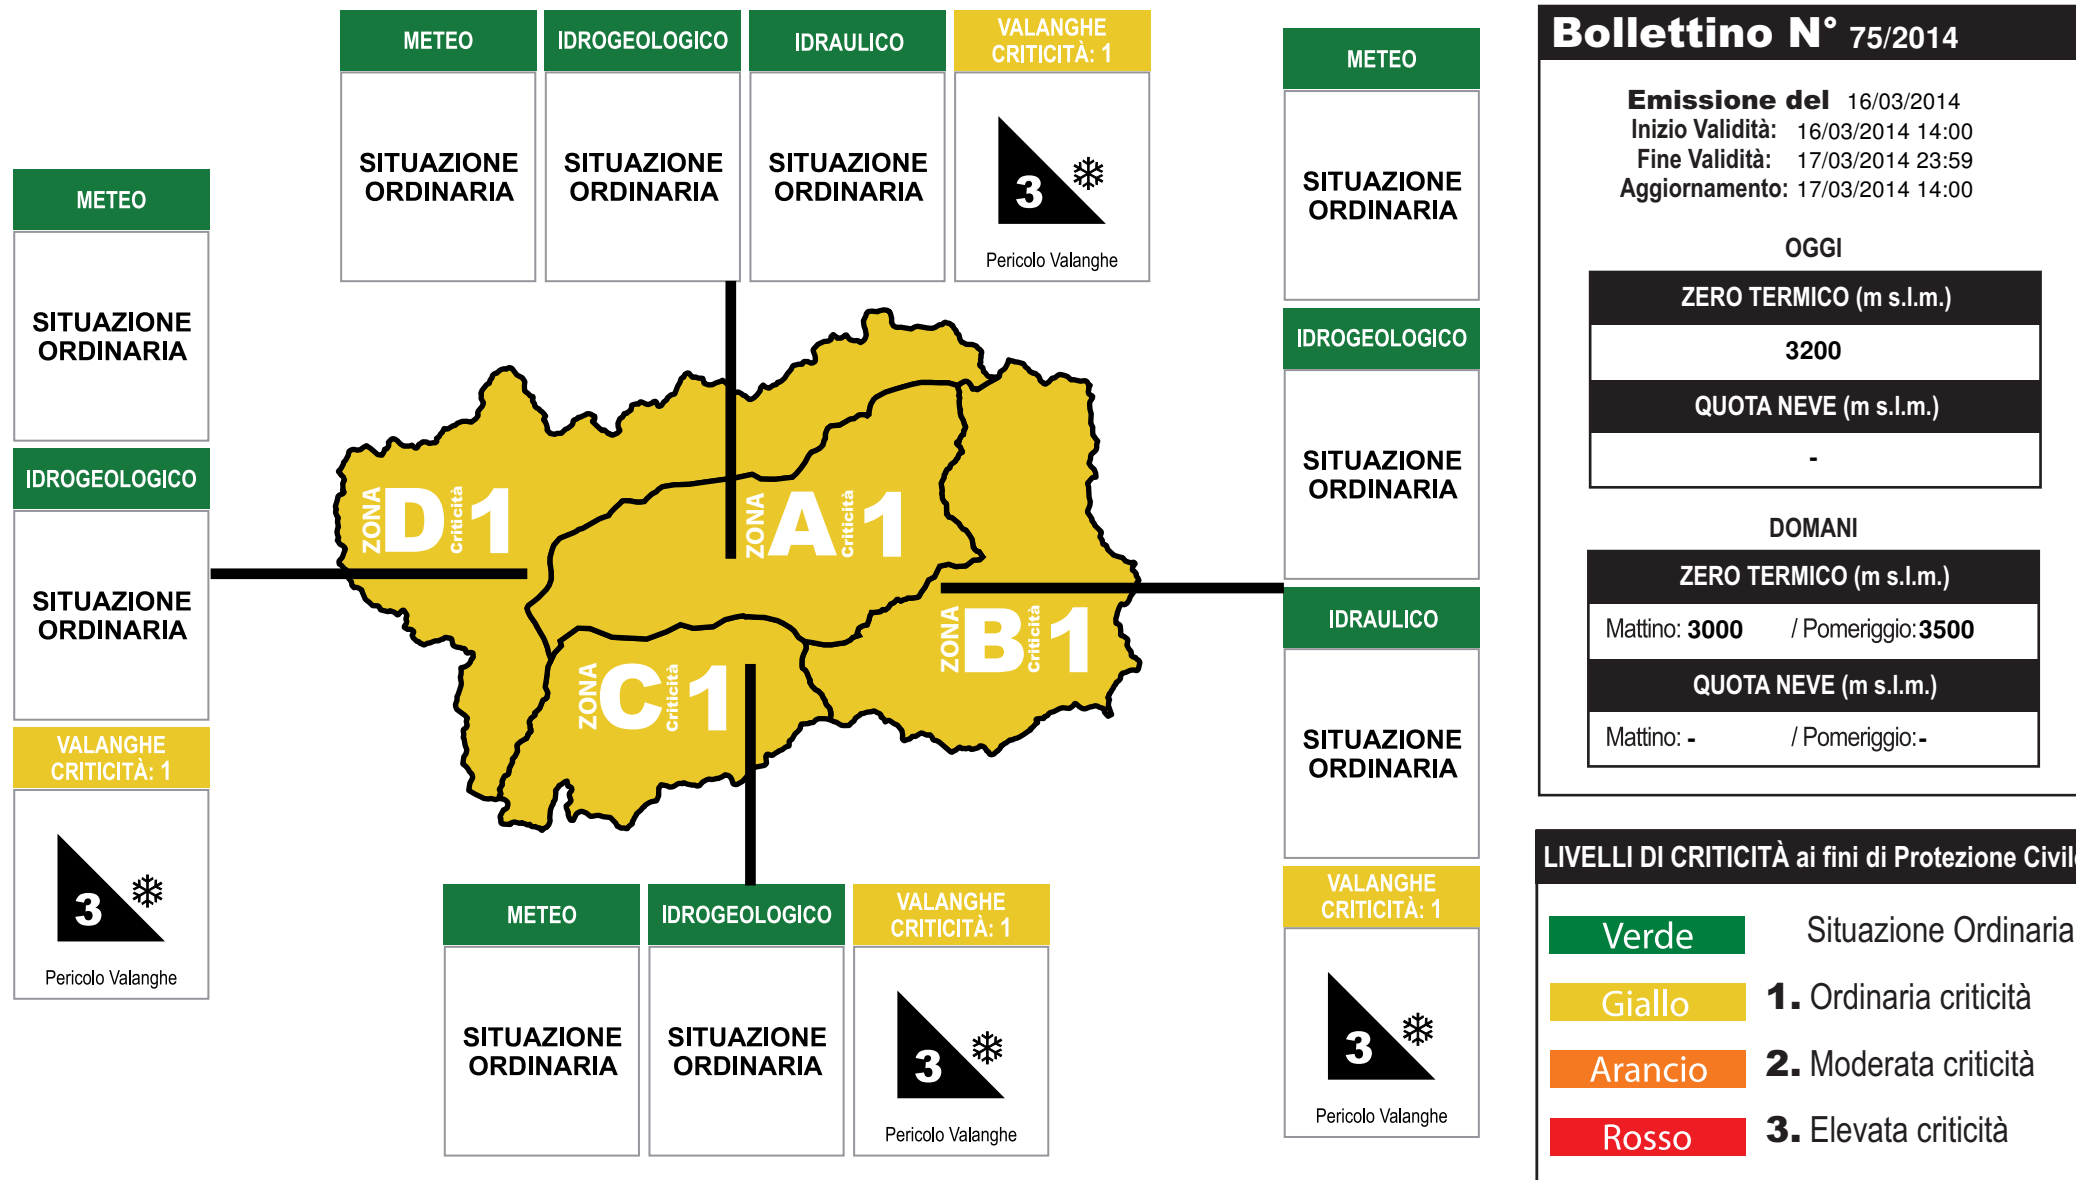 METEO
IDROGEOLOGICO
IDRAULICO
VALANGHE
CRITICITÀ: 1
SITUAZIONE
ORDINARIA
SITUAZIONE
ORDINARIA
SITUAZIONE
ORDINARIA
3
Pericolo Valanghe
METEO
SITUAZIONE
ORDINARIA
IDROGEOLOGICO
SITUAZIONE
ORDINARIA
VALANGHE
CRITICITÀ: 1
3
Pericolo Valanghe
ZONA D Criticità 1
ZONA A Criticità 1
ZONA B Criticità 1
ZONA C Criticità 1
METEO
IDROGEOLOGICO
VALANGHE
CRITICITÀ: 1
SITUAZIONE
ORDINARIA
SITUAZIONE
ORDINARIA
3
Pericolo Valanghe
METEO
SITUAZIONE
ORDINARIA
IDROGEOLOGICO
SITUAZIONE
ORDINARIA
IDRAULICO
SITUAZIONE
ORDINARIA
VALANGHE
CRITICITÀ: 1
3
Pericolo Valanghe
Bollettino N° 75/2014
Emissione del 16/03/2014
Inizio Validità: 16/03/2014 14:00
Fine Validità: 17/03/2014 23:59
Aggiornamento: 17/03/2014 14:00
OGGI
ZERO TERMICO (m s.l.m.)
3200
QUOTA NEVE (m s.l.m.)
-
DOMANI
ZERO TERMICO (m s.l.m.)
Mattino: 3000 / Pomeriggio: 3500
QUOTA NEVE (m s.l.m.)
Mattino: - / Pomeriggio: -
LIVELLI DI CRITICITÀ ai fini di Protezione Civile
Verde Situazione Ordinaria
Giallo 1. Ordinaria criticità
Arancio 2. Moderata criticità
Rosso 3. Elevata criticità